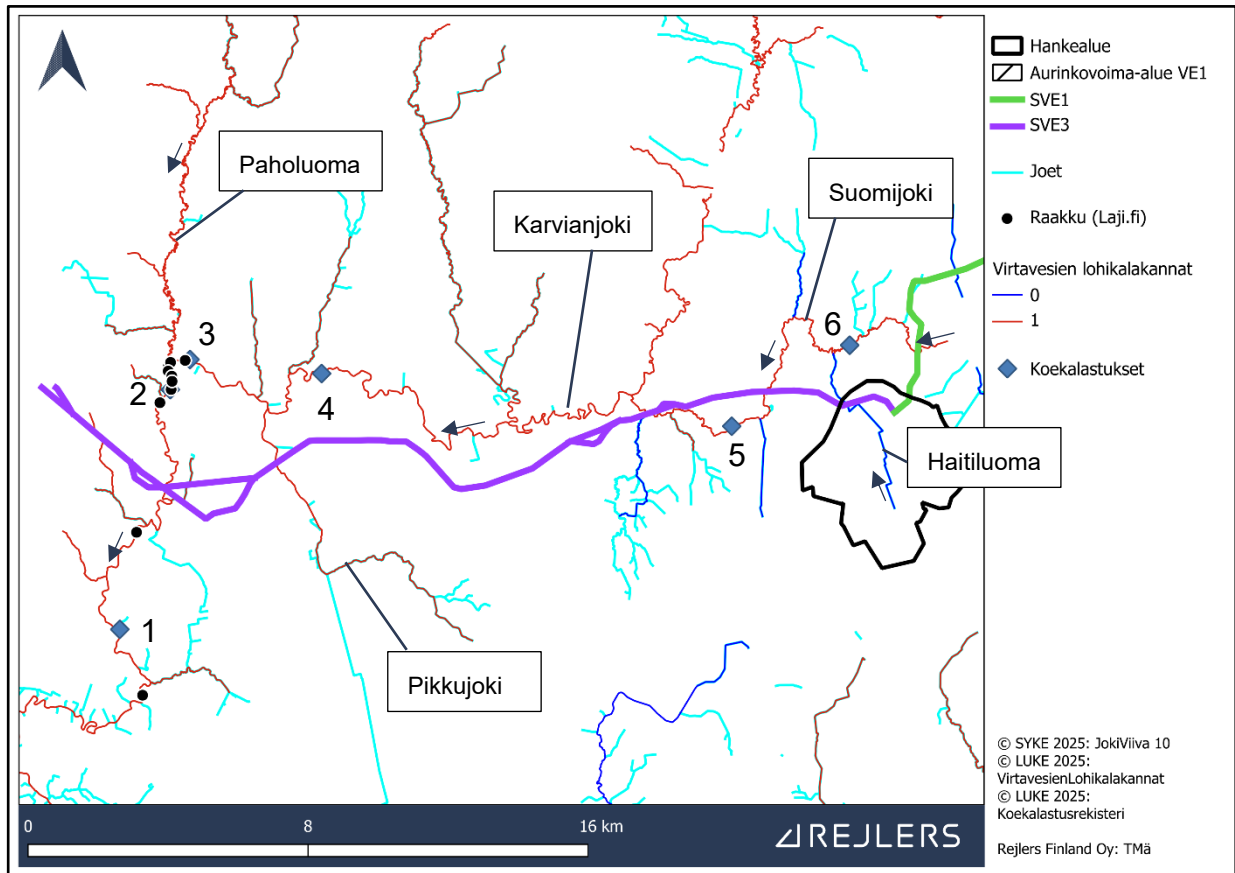 Paholuoma
Karvianjoki
Suomijoki
3
6
2
4
5
Haitiluoma
1
Pikkujoki
Hankealue
Aurinkovoima-alue VE1
SVE1
SVE3
Joet
Raakku (Laji.fi)
Virtavesien lohikalakannat
0
1
Koekalastukset
© SYKE 2025: JokiViiva 10
© LUKE 2025:
VirtavesienLohikalakannat
© LUKE 2025:
Koekalastusrekisteri
Rejlers Finland Oy: TMä
0
8
16 km
REJLERS